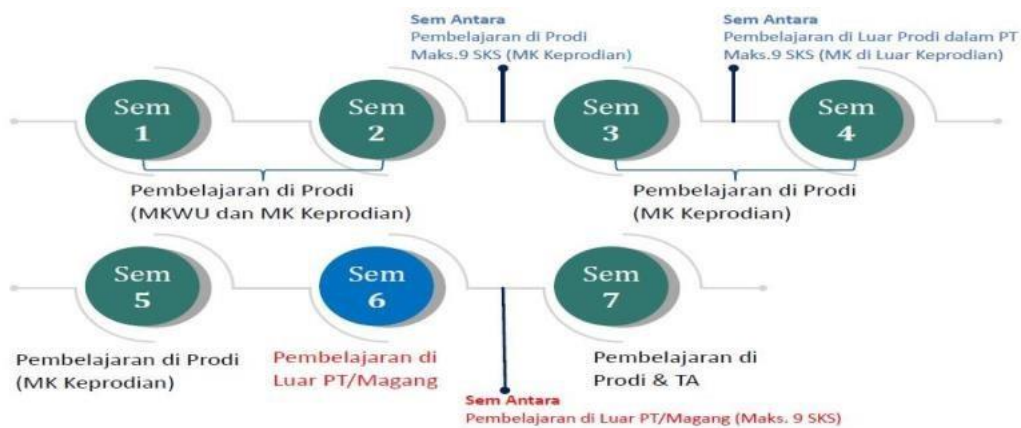 Sem Antara
Pembelajaran di Prodi
Maks.9 SKS (MK Keprodian)
Sem Antara
Pembelajaran di Luar Prodi dalam PT
Maks.9 SKS (MK di Luar Keprodian)
Sem
1
Sem
2
Sem
3
Sem
4
Pembelajaran di Prodi
(MKWU dan MK Keprodian)
Pembelajaran di Prodi
(MK Keprodian)
Sem
5
Sem
6
Sem
7
Pembelajaran di Prodi
(MK Keprodian)
Pembelajaran di
Luar PT/Magang
Pembelajaran di
Prodi & TA
Sem Antara
Pembelajaran di Luar PT/Magang (Maks. 9 SKS)